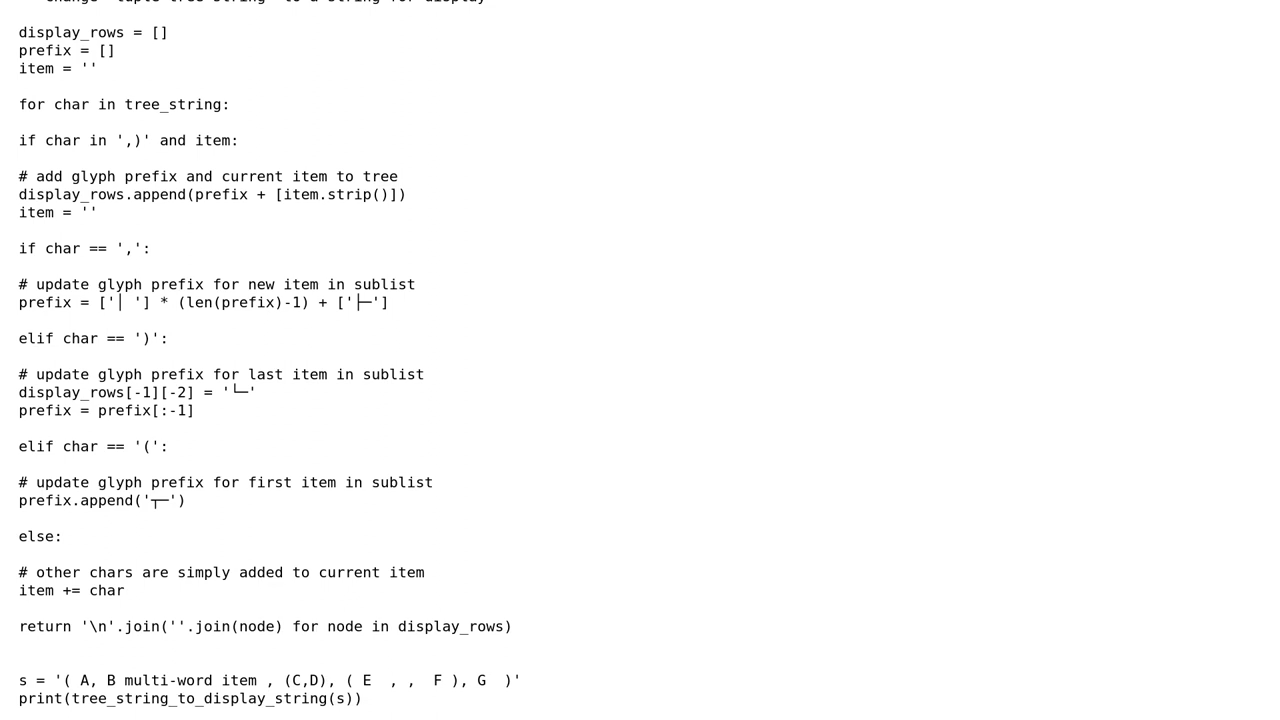 display_rows = []
prefix = []
item = ''
for char in tree_string:
if char in ',)' and item:
# add glyph prefix and current item to tree
display_rows.append(prefix + [item.strip()])
item = ''
if char == ',':
# update glyph prefix for new item in sublist
prefix = ['│ '] * (len(prefix)-1) + ['├─']
elif char == ')':
# update glyph prefix for last item in sublist
display_rows[-1][-2] = '└─'
prefix = prefix[:-1]
elif char == '(':
# update glyph prefix for first item in sublist
prefix.append('┬─')
else:
# other chars are simply added to current item
item += char
return '\n'.join(''.join(node) for node in display_rows)
s = '( A, B multi-word item , (C,D), ( E  , ,  F ), G  )'
print(tree_string_to_display_string(s))